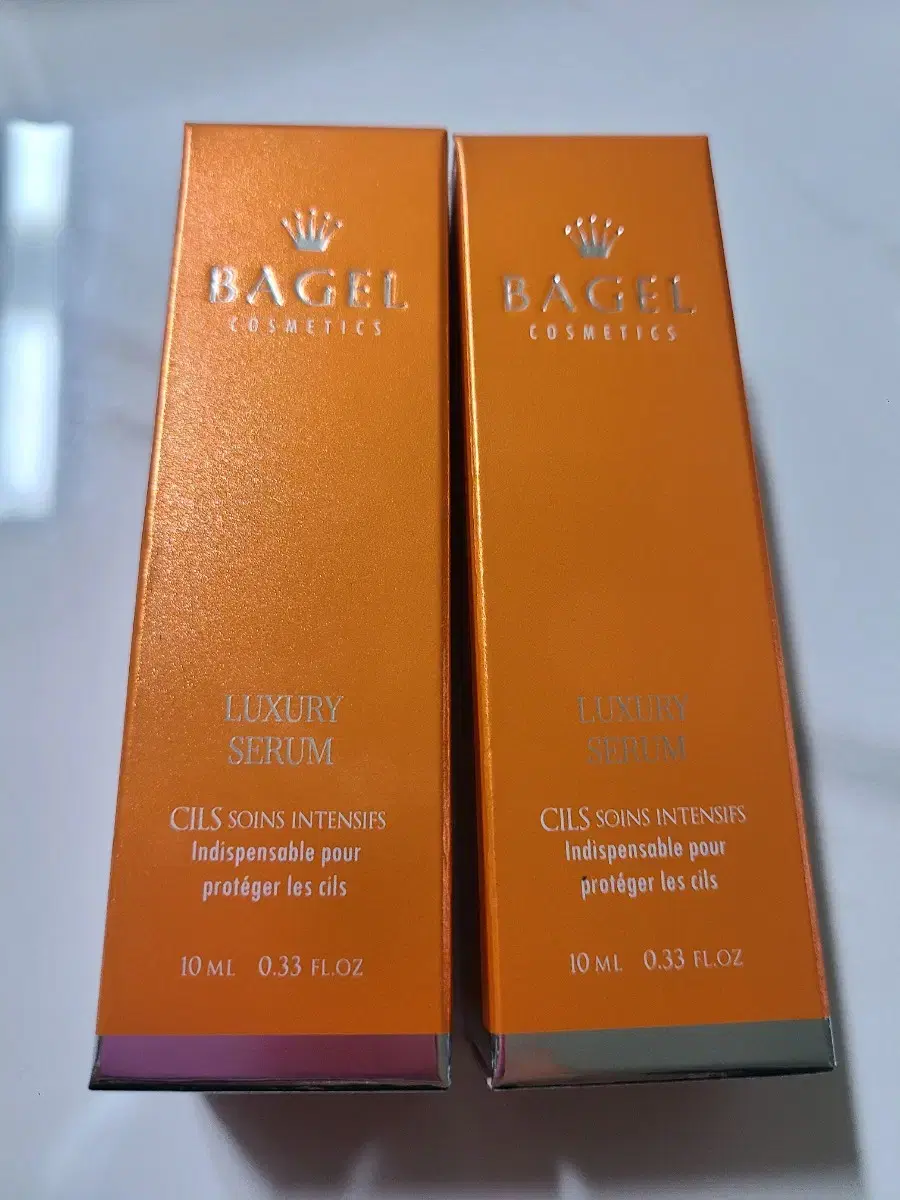 BAGEL
COSMETICS
LUXURY
SERUM
CILS SOINS INTENSIFS
Indispensable pour
protéger les cils
10 ML 0.33 FL.OZ
BAGEL
COSMETICS
LUXURY
SERUM
CILS SOINS INTENSIFS
Indispensable pour
protéger les cils
10 ML 0.33 FL.OZ